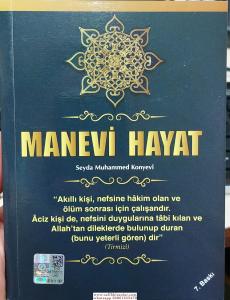 MANEVİ HAYAT
Seyda Muhammed Konyevi
"Akıllı kişi, nefsine hâkim olan ve
ölüm sonrası için çalışandır.
Âciz kişi de, nefsini duygularına tâbi kılan ve
Allah'tan dileklerde bulunup duran
(bunu yeterli gören) dir"
(Tirmizî)
7. Baskı